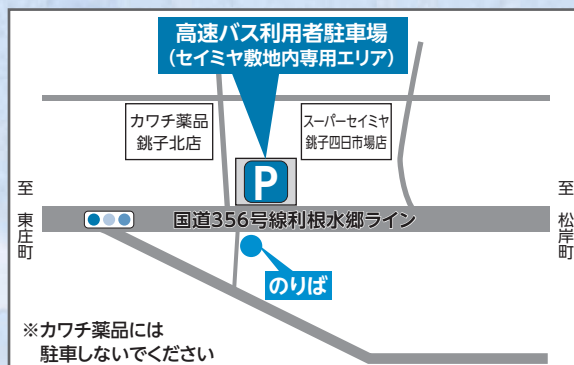 高速バス利用者駐車場
(セイミヤ敷地内専用エリア)
カワチ薬品
銚子北店
スーパーセイミヤ
銚子四日市場店
P
至 東庄町
国道356号線利根水郷ライン
至 松岸町
のりば
※カワチ薬品には
駐車しないでください